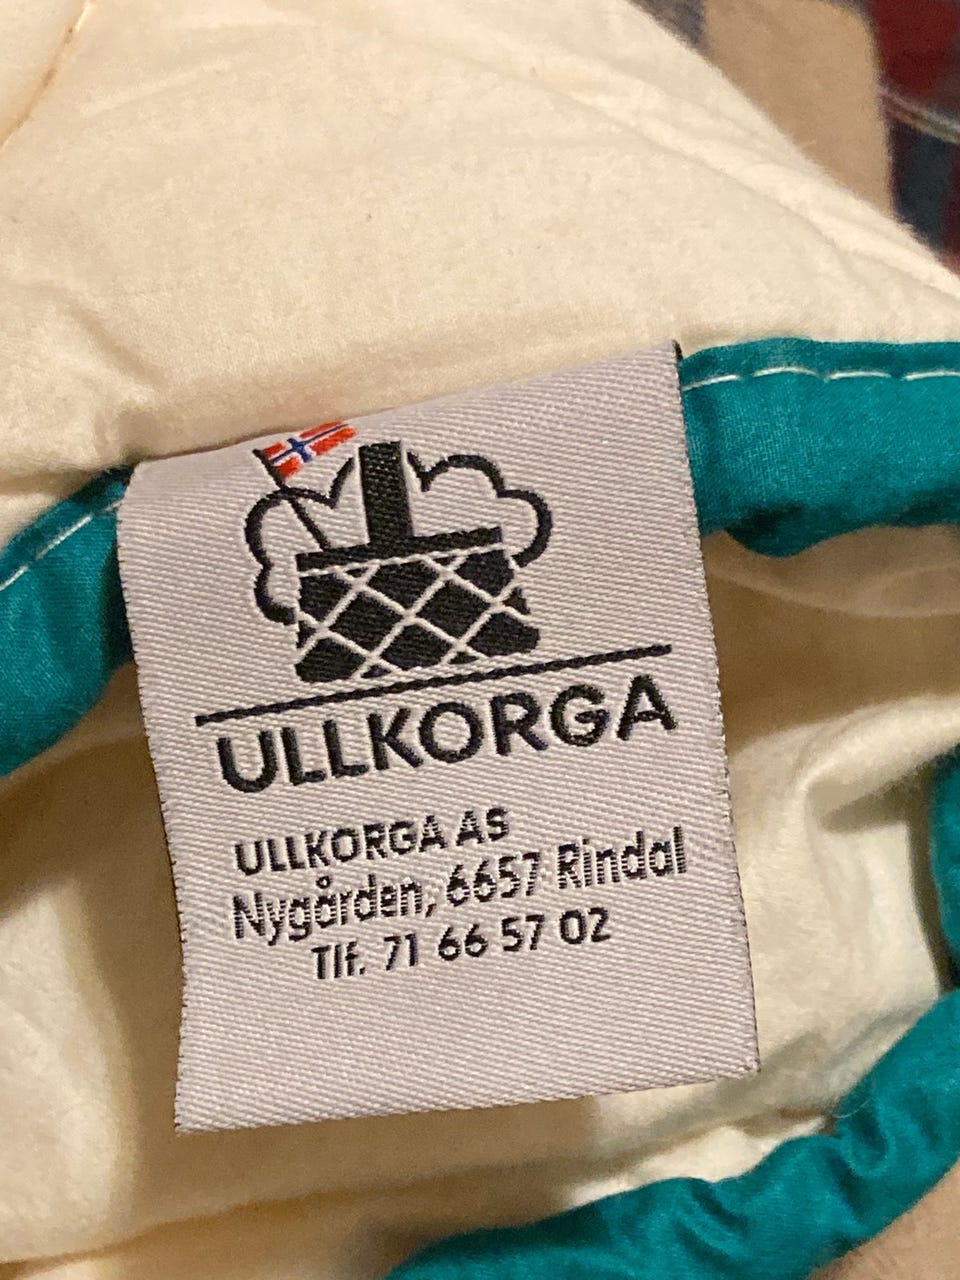 ULLKORGA
ULLKORGA AS
Nygården, 6657 Rindal
Tlf. 71 66 57 02